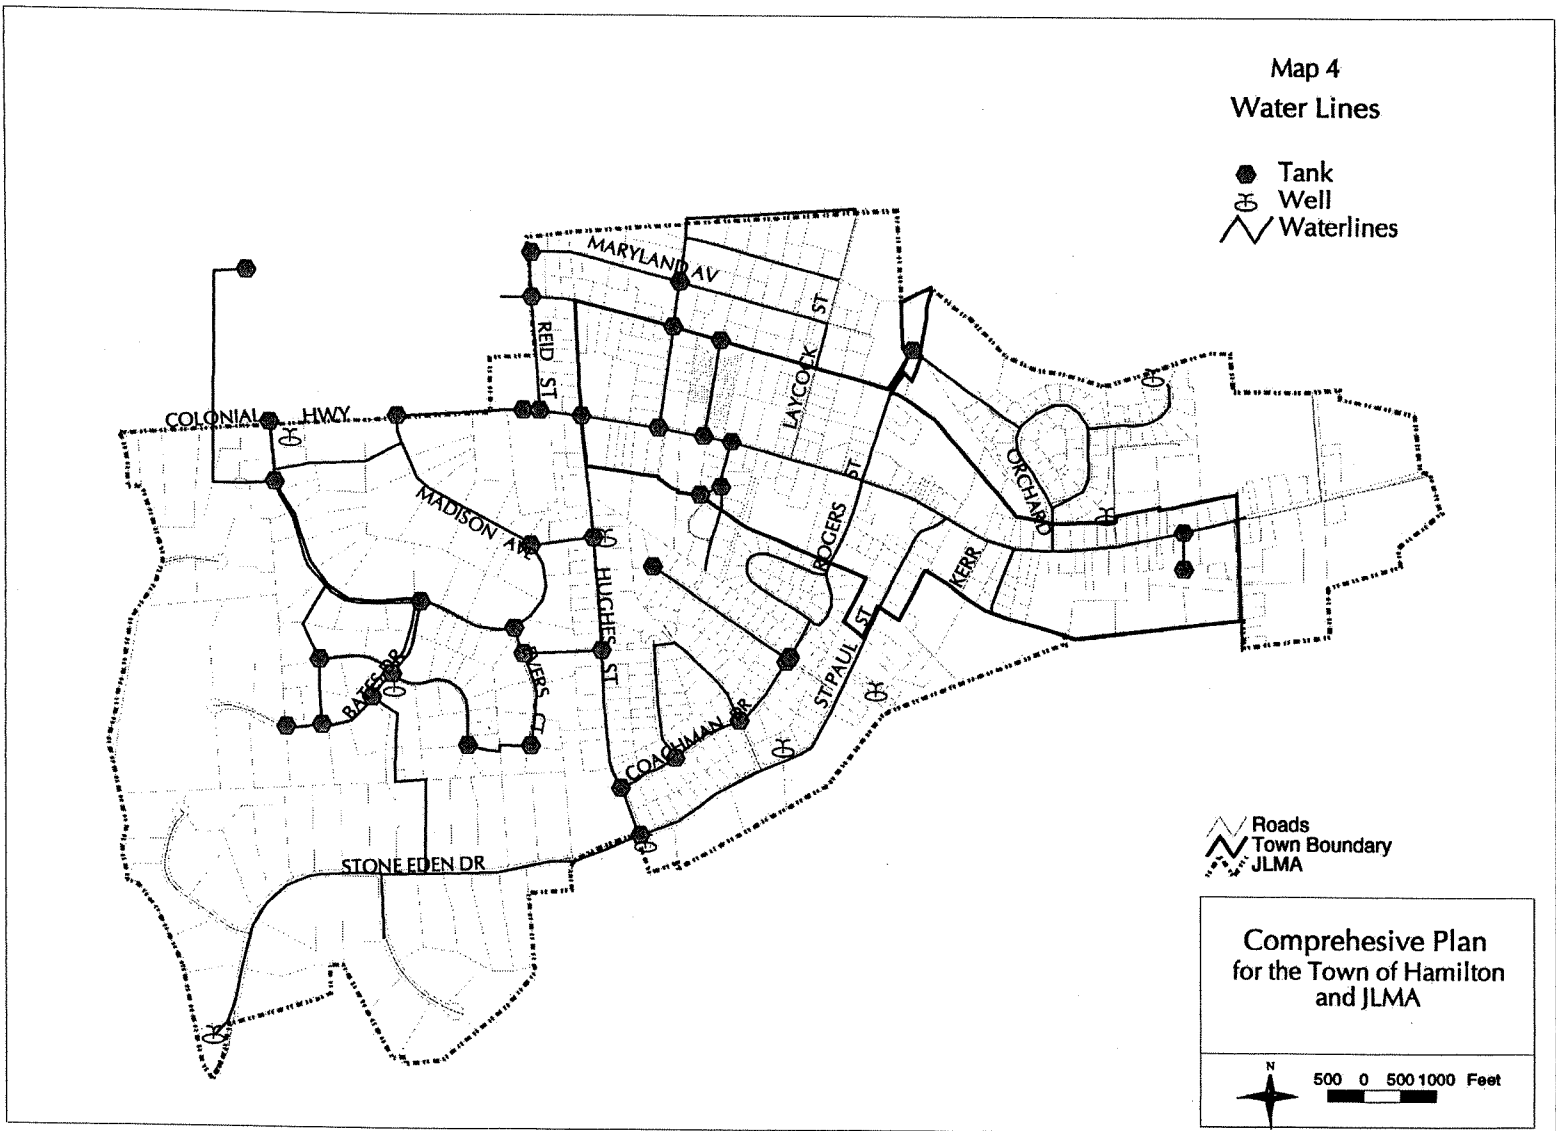 Map 4
Water Lines
Tank
Well
Waterlines
MARYLAND AV
REID ST
LAYCOCK ST
COLONIAL HWY
MADISON AVE
ROGERS ST
ORCHARD
KERR
HUGHES ST
ST PAUL ST
BATES DR
COACHMAN DR
STONE EDEN DR
Roads
Town Boundary
JLMA
Comprehesive Plan
for the Town of Hamilton
and JLMA
N
500 0 500 1000 Feet